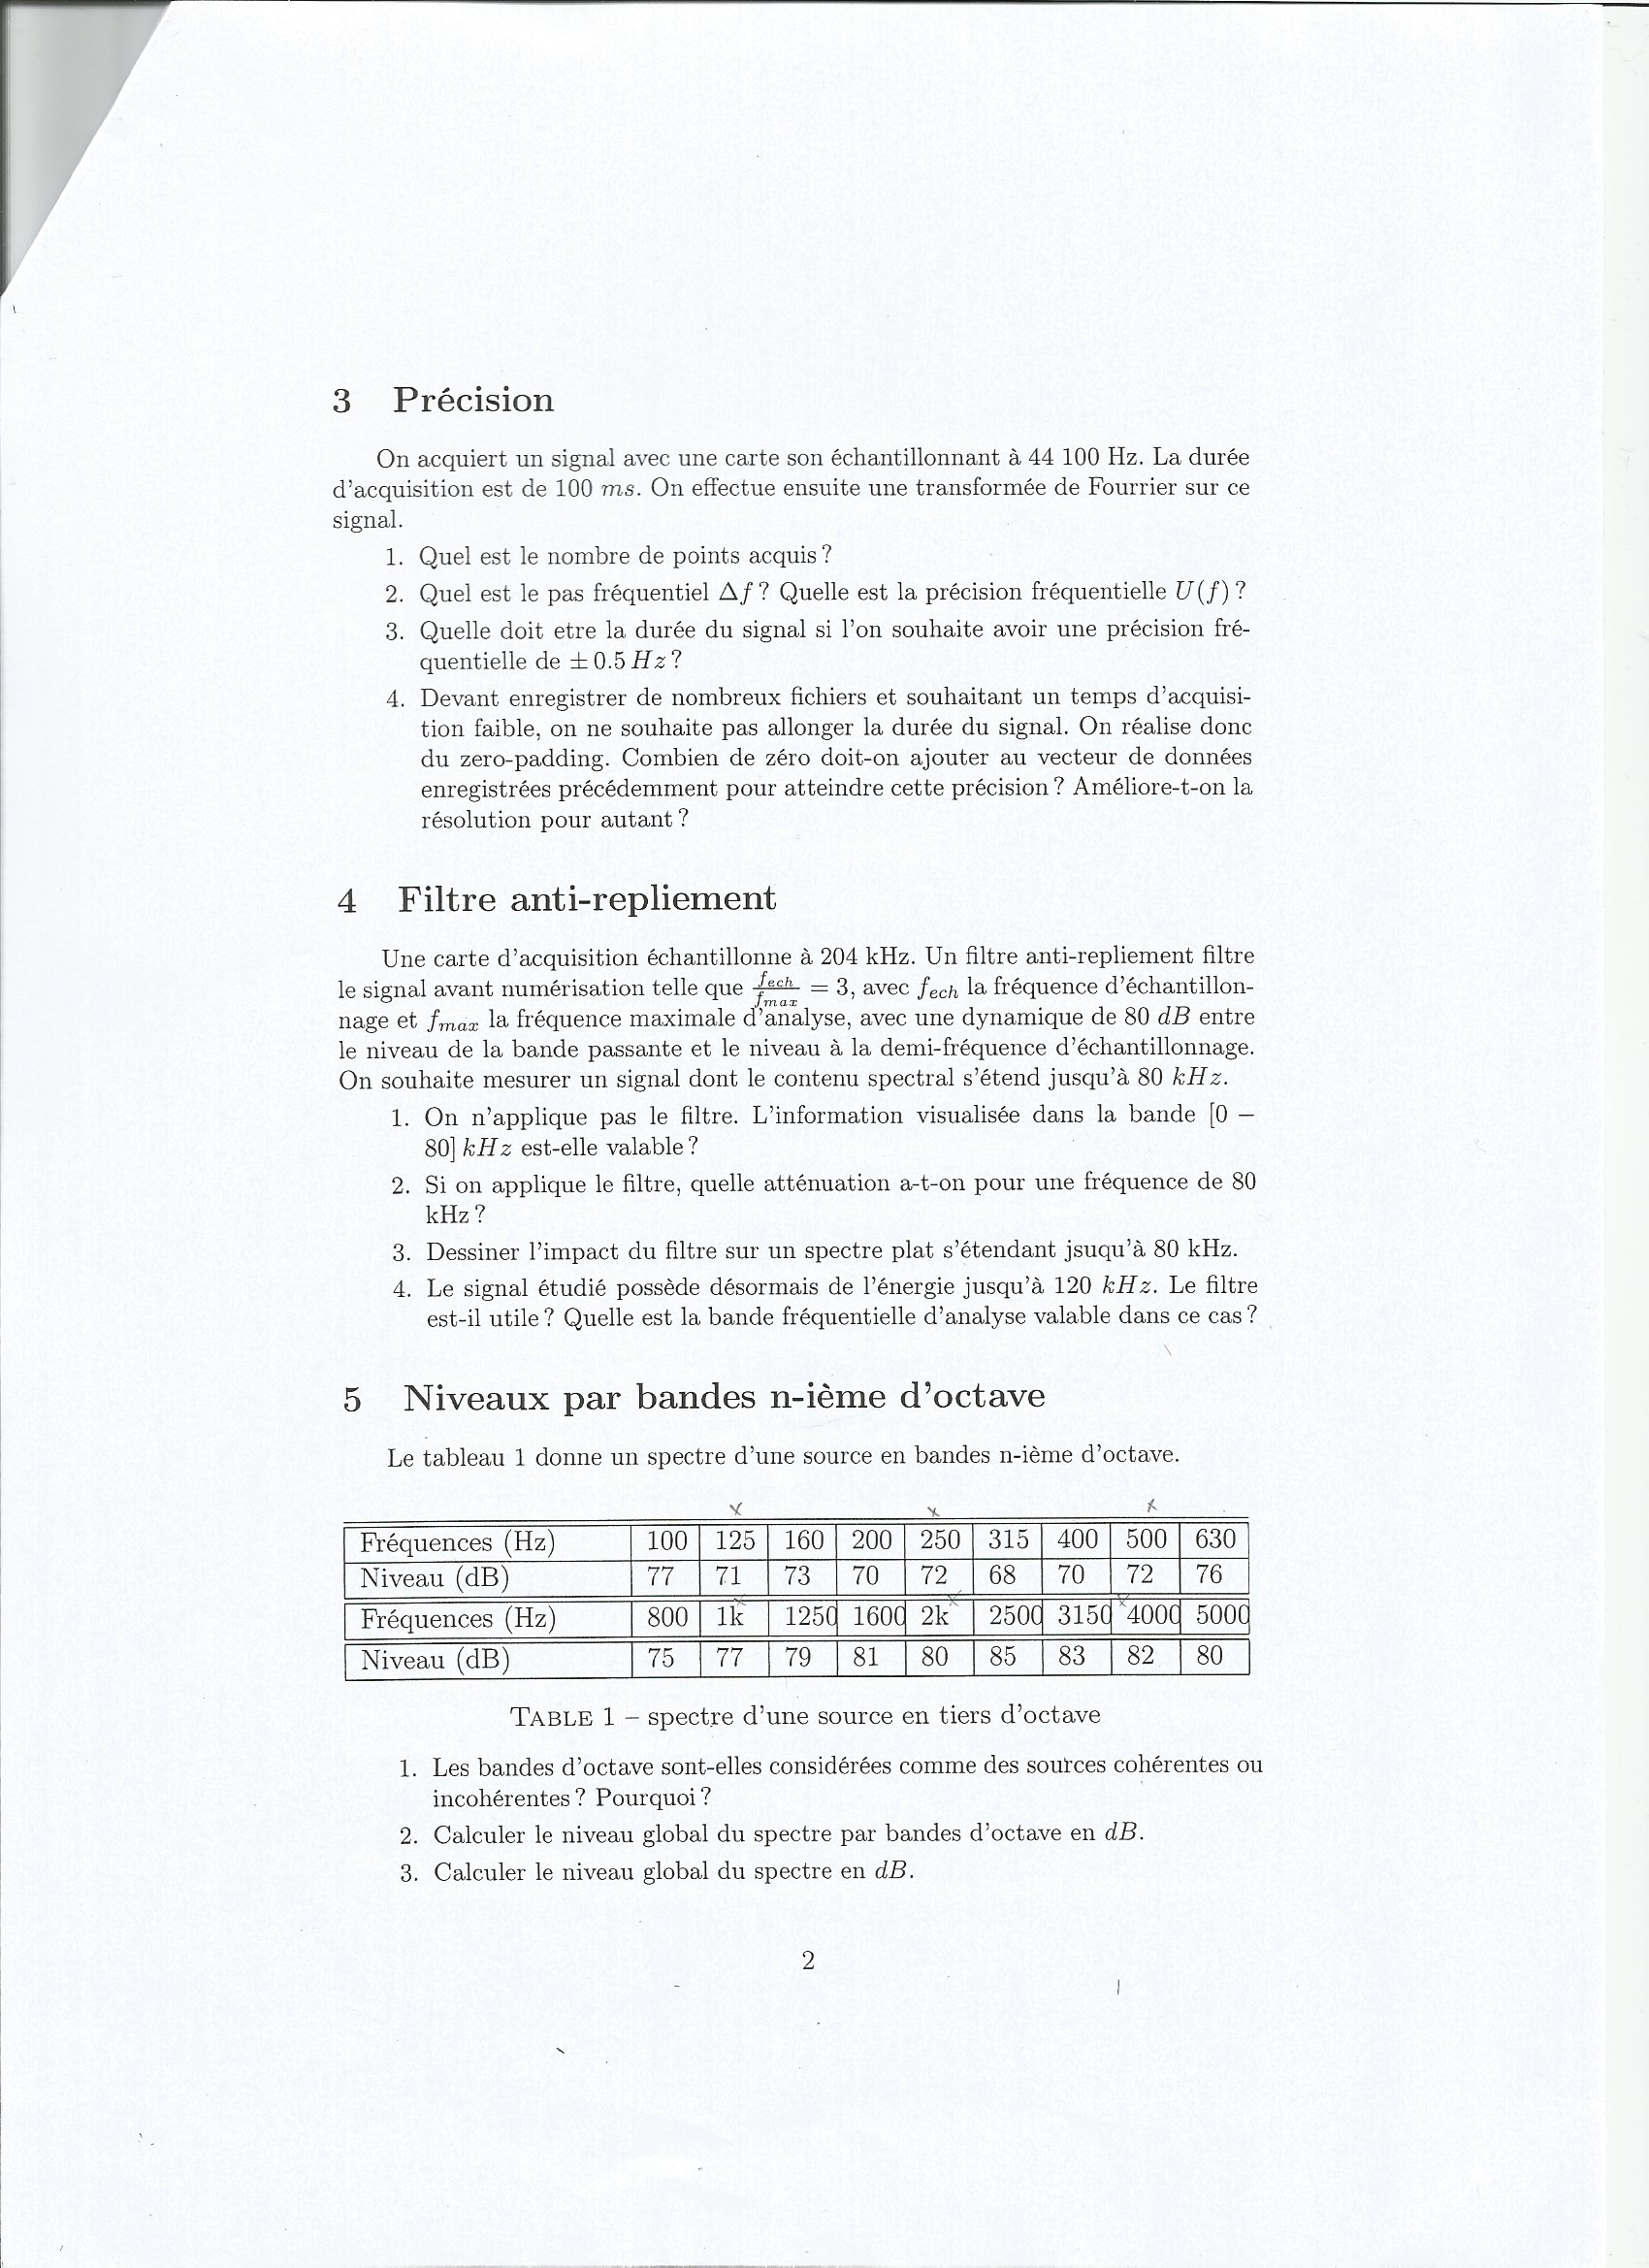 3 Précision
On acquiert un signal avec une carte son échantillonnant à 44 100 Hz. La durée
d'acquisition est de 100 ms. On effectue ensuite une transformée de Fourrier sur ce
signal.
1. Quel est le nombre de points acquis ?
2. Quel est le pas fréquentiel Δf ? Quelle est la précision fréquentielle U(f) ?
3. Quelle doit etre la durée du signal si l'on souhaite avoir une précision fré-
quentielle de ± 0.5 Hz ?
4. Devant enregistrer de nombreux fichiers et souhaitant un temps d'acquisi-
tion faible, on ne souhaite pas allonger la durée du signal. On réalise donc
du zero-padding. Combien de zéro doit-on ajouter au vecteur de données
enregistrées précédemment pour atteindre cette précision ? Améliore-t-on la
résolution pour autant ?
4 Filtre anti-repliement
Une carte d'acquisition échantillonne à 204 kHz. Un filtre anti-repliement filtre
le signal avant numérisation telle que fech/fmax = 3, avec fech la fréquence d'échantillon-
nage et fmax la fréquence maximale d'analyse, avec une dynamique de 80 dB entre
le niveau de la bande passante et le niveau à la demi-fréquence d'échantillonnage.
On souhaite mesurer un signal dont le contenu spectral s'étend jusqu'à 80 kHz.
1. On n'applique pas le filtre. L'information visualisée dans la bande [0 −
80] kHz est-elle valable ?
2. Si on applique le filtre, quelle atténuation a-t-on pour une fréquence de 80
kHz ?
3. Dessiner l'impact du filtre sur un spectre plat s'étendant jsuqu'à 80 kHz.
4. Le signal étudié possède désormais de l'énergie jusqu'à 120 kHz. Le filtre
est-il utile ? Quelle est la bande fréquentielle d'analyse valable dans ce cas ?
5 Niveaux par bandes n-ième d'octave
Le tableau 1 donne un spectre d'une source en bandes n-ième d'octave.
x x x
Fréquences (Hz) 100 125 160 200 250 315 400 500 630
Niveau (dB) 77 71 73 70 72 68 70 72 76
x x x
Fréquences (Hz) 800 1k 1250 1600 2k 2500 3150 4000 5000
Niveau (dB) 75 77 79 81 80 85 83 82 80
TABLE 1 – spectre d'une source en tiers d'octave
1. Les bandes d'octave sont-elles considérées comme des sources cohérentes ou
incohérentes ? Pourquoi ?
2. Calculer le niveau global du spectre par bandes d'octave en dB.
3. Calculer le niveau global du spectre en dB.
2